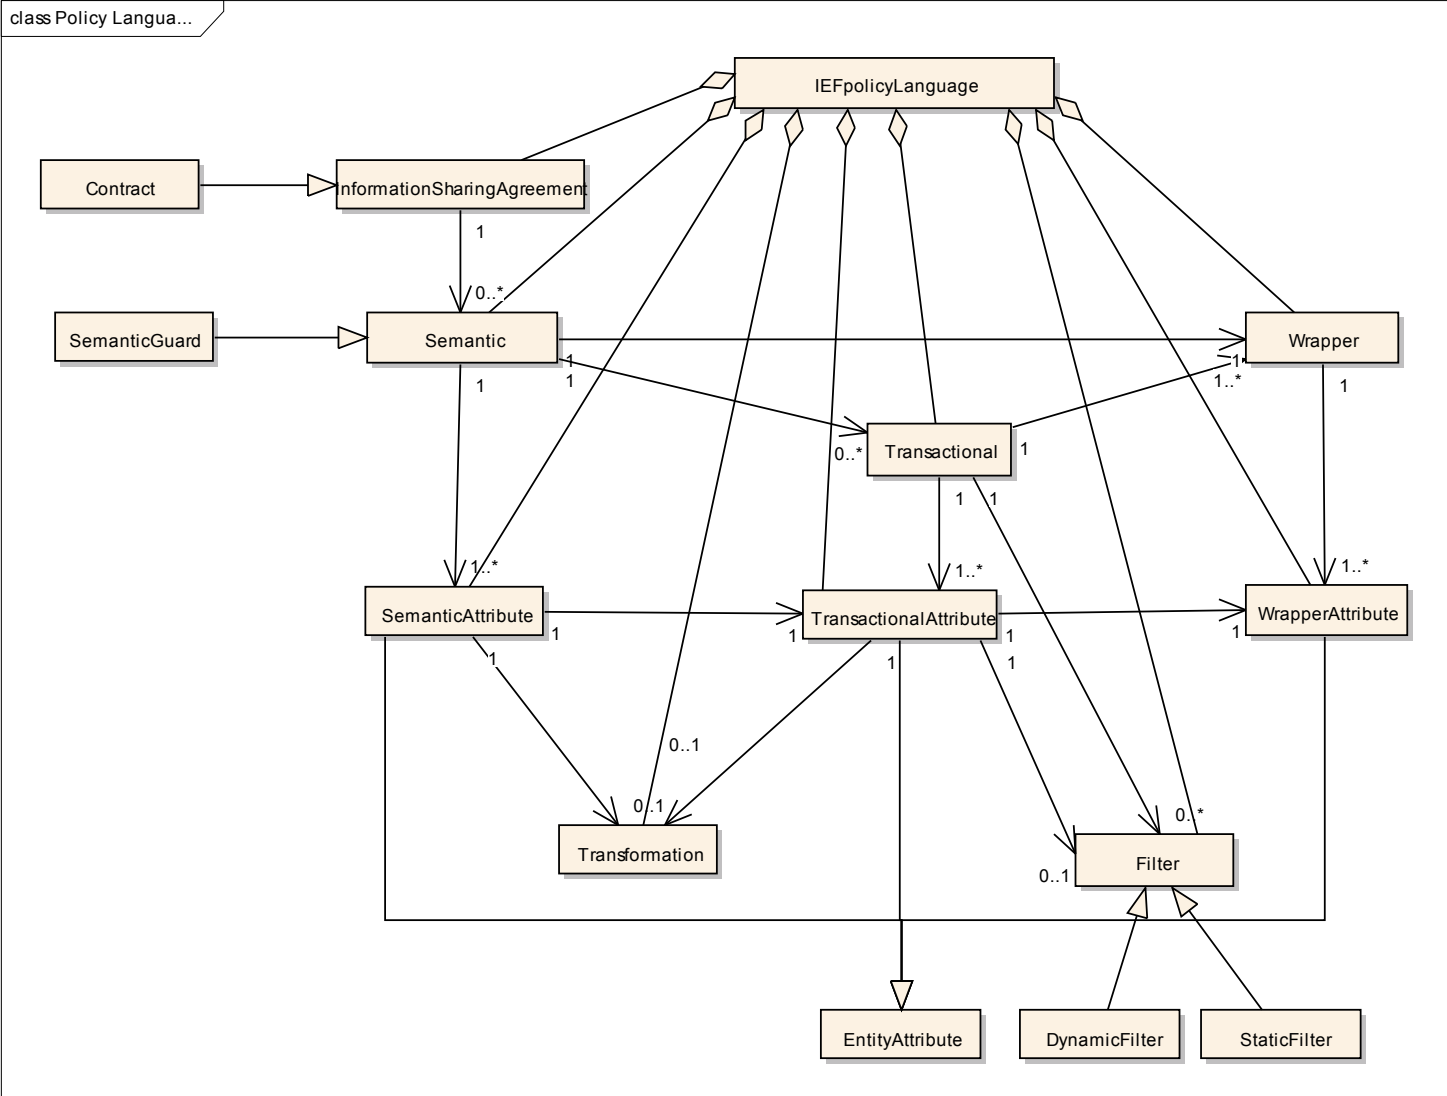 class Policy Langua...
IEFpolicyLanguage
Contract
InformationSharingAgreement
1
0..*
SemanticGuard
Semantic
Wrapper
1
1
1
1
1..*
1
0..*
Transactional
1
1
1
1..*
1..*
1..*
SemanticAttribute
TransactionalAttribute
WrapperAttribute
1
1
1
1
1
1
1
0..1
0..1
0..*
Transformation
Filter
0..1
EntityAttribute
DynamicFilter
StaticFilter